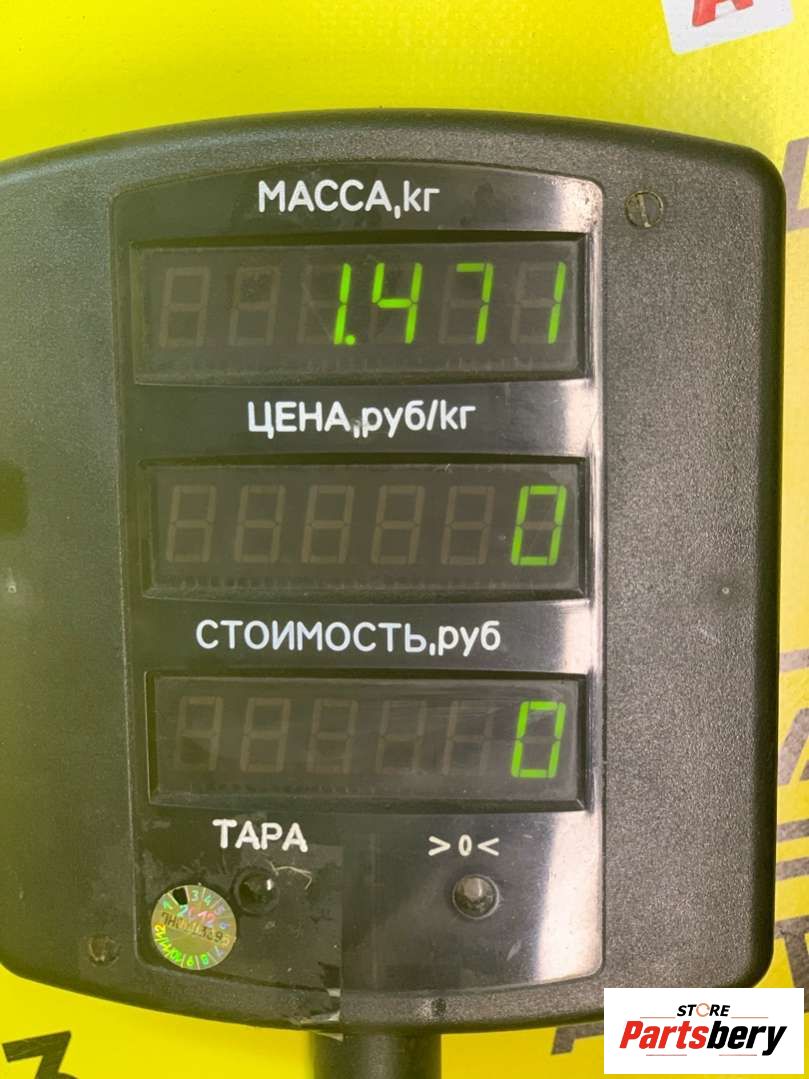 МАССА,кг
1.471
ЦЕНА,руб/кг
0
СТОИМОСТЬ,руб
0
ТАРА >0<
STORE
Partsbery